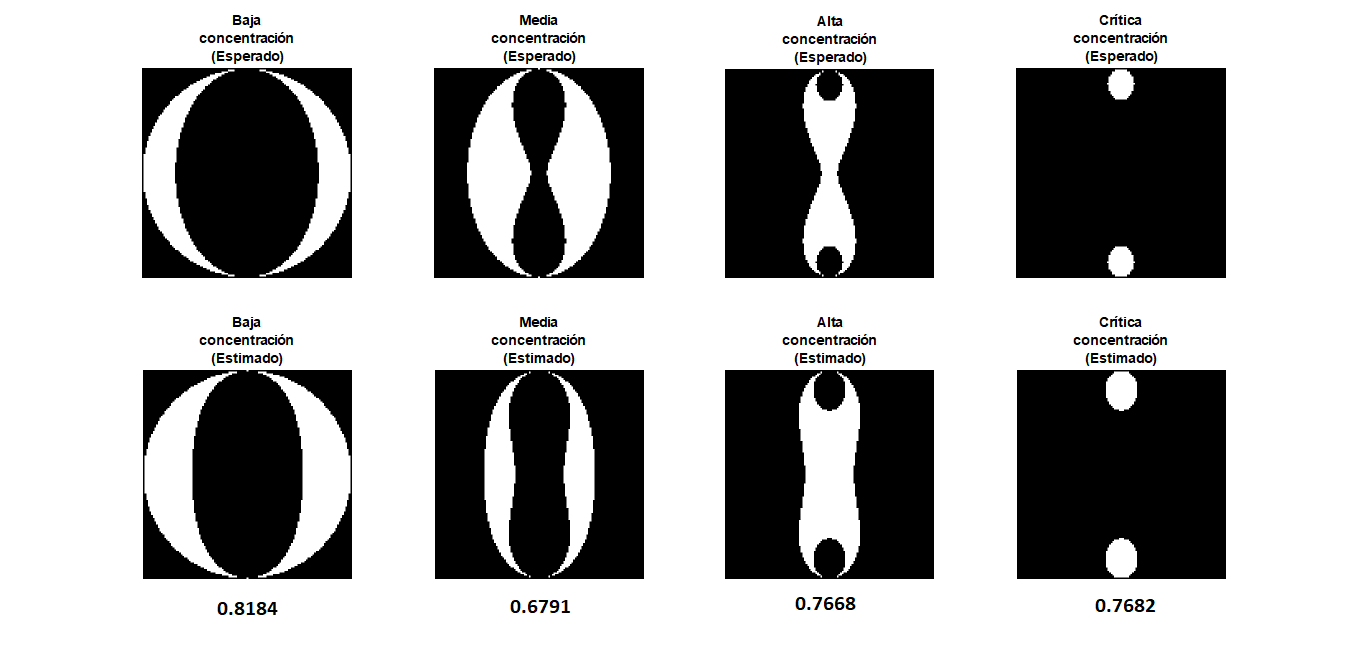 Baja
concentración
(Esperado)
Media
concentración
(Esperado)
Alta
concentración
(Esperado)
Crítica
concentración
(Esperado)
Baja
concentración
(Estimado)
Media
concentración
(Estimado)
Alta
concentración
(Estimado)
Crítica
concentración
(Estimado)
0.8184
0.6791
0.7668
0.7682